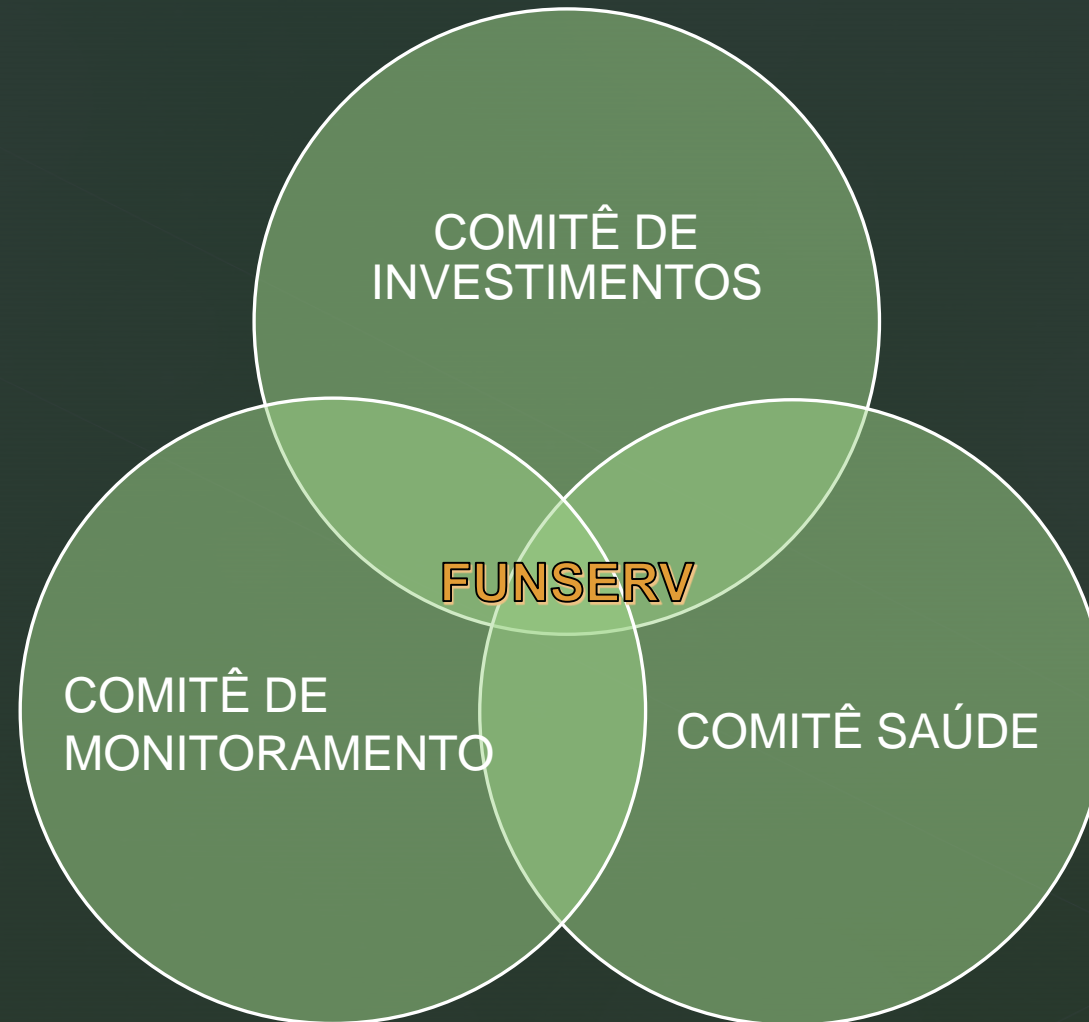 COMITÊ DE
INVESTIMENTOS
FUNSERV
COMITÊ DE
MONITORAMENTO
COMITÊ SAÚDE